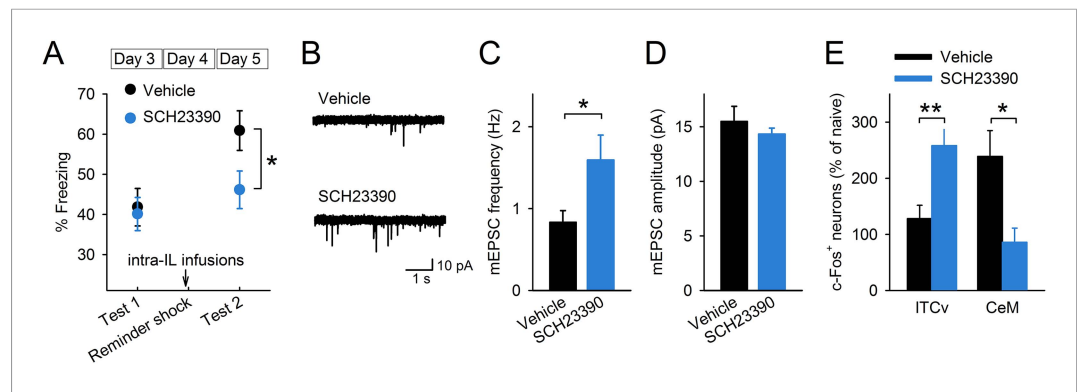 A
Day 3 Day 4 Day 5
Vehicle
SCH23390
% Freezing
70
60
50
40
30
*
intra-IL infusions
Test 1
Reminder shock
Test 2
B
Vehicle
SCH23390
10 pA
1 s
C
mEPSC frequency (Hz)
2
1
0
*
Vehicle
SCH23390
D
mEPSC amplitude (pA)
15
10
5
0
Vehicle
SCH23390
E
Vehicle
SCH23390
c-Fos⁺ neurons (% of naive)
300
200
100
0
**
*
ITCv
CeM